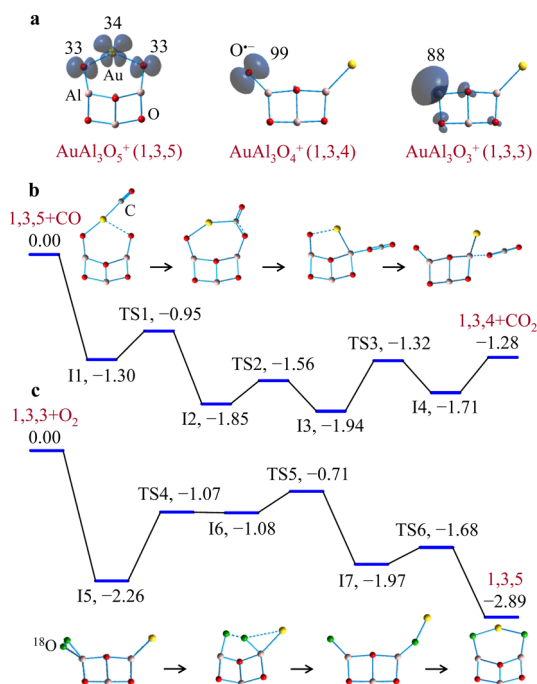 a
34
33 33
Au
Al
O
AuAl₃O₅⁺ (1,3,5)
O•− 99
AuAl₃O₄⁺ (1,3,4)
88
AuAl₃O₃⁺ (1,3,3)
b
1,3,5+CO
0.00
C
TS1, −0.95
I1, −1.30
I2, −1.85
TS2, −1.56
I3, −1.94
TS3, −1.32
I4, −1.71
1,3,4+CO₂
−1.28
c
1,3,3+O₂
0.00
I5, −2.26
TS4, −1.07
I6, −1.08
TS5, −0.71
I7, −1.97
TS6, −1.68
1,3,5
−2.89
¹⁸O